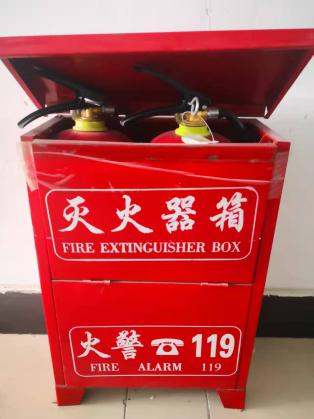 灭火器箱
FIRE EXTINGUISHER BOX
火警☎119
FIRE ALARM 119